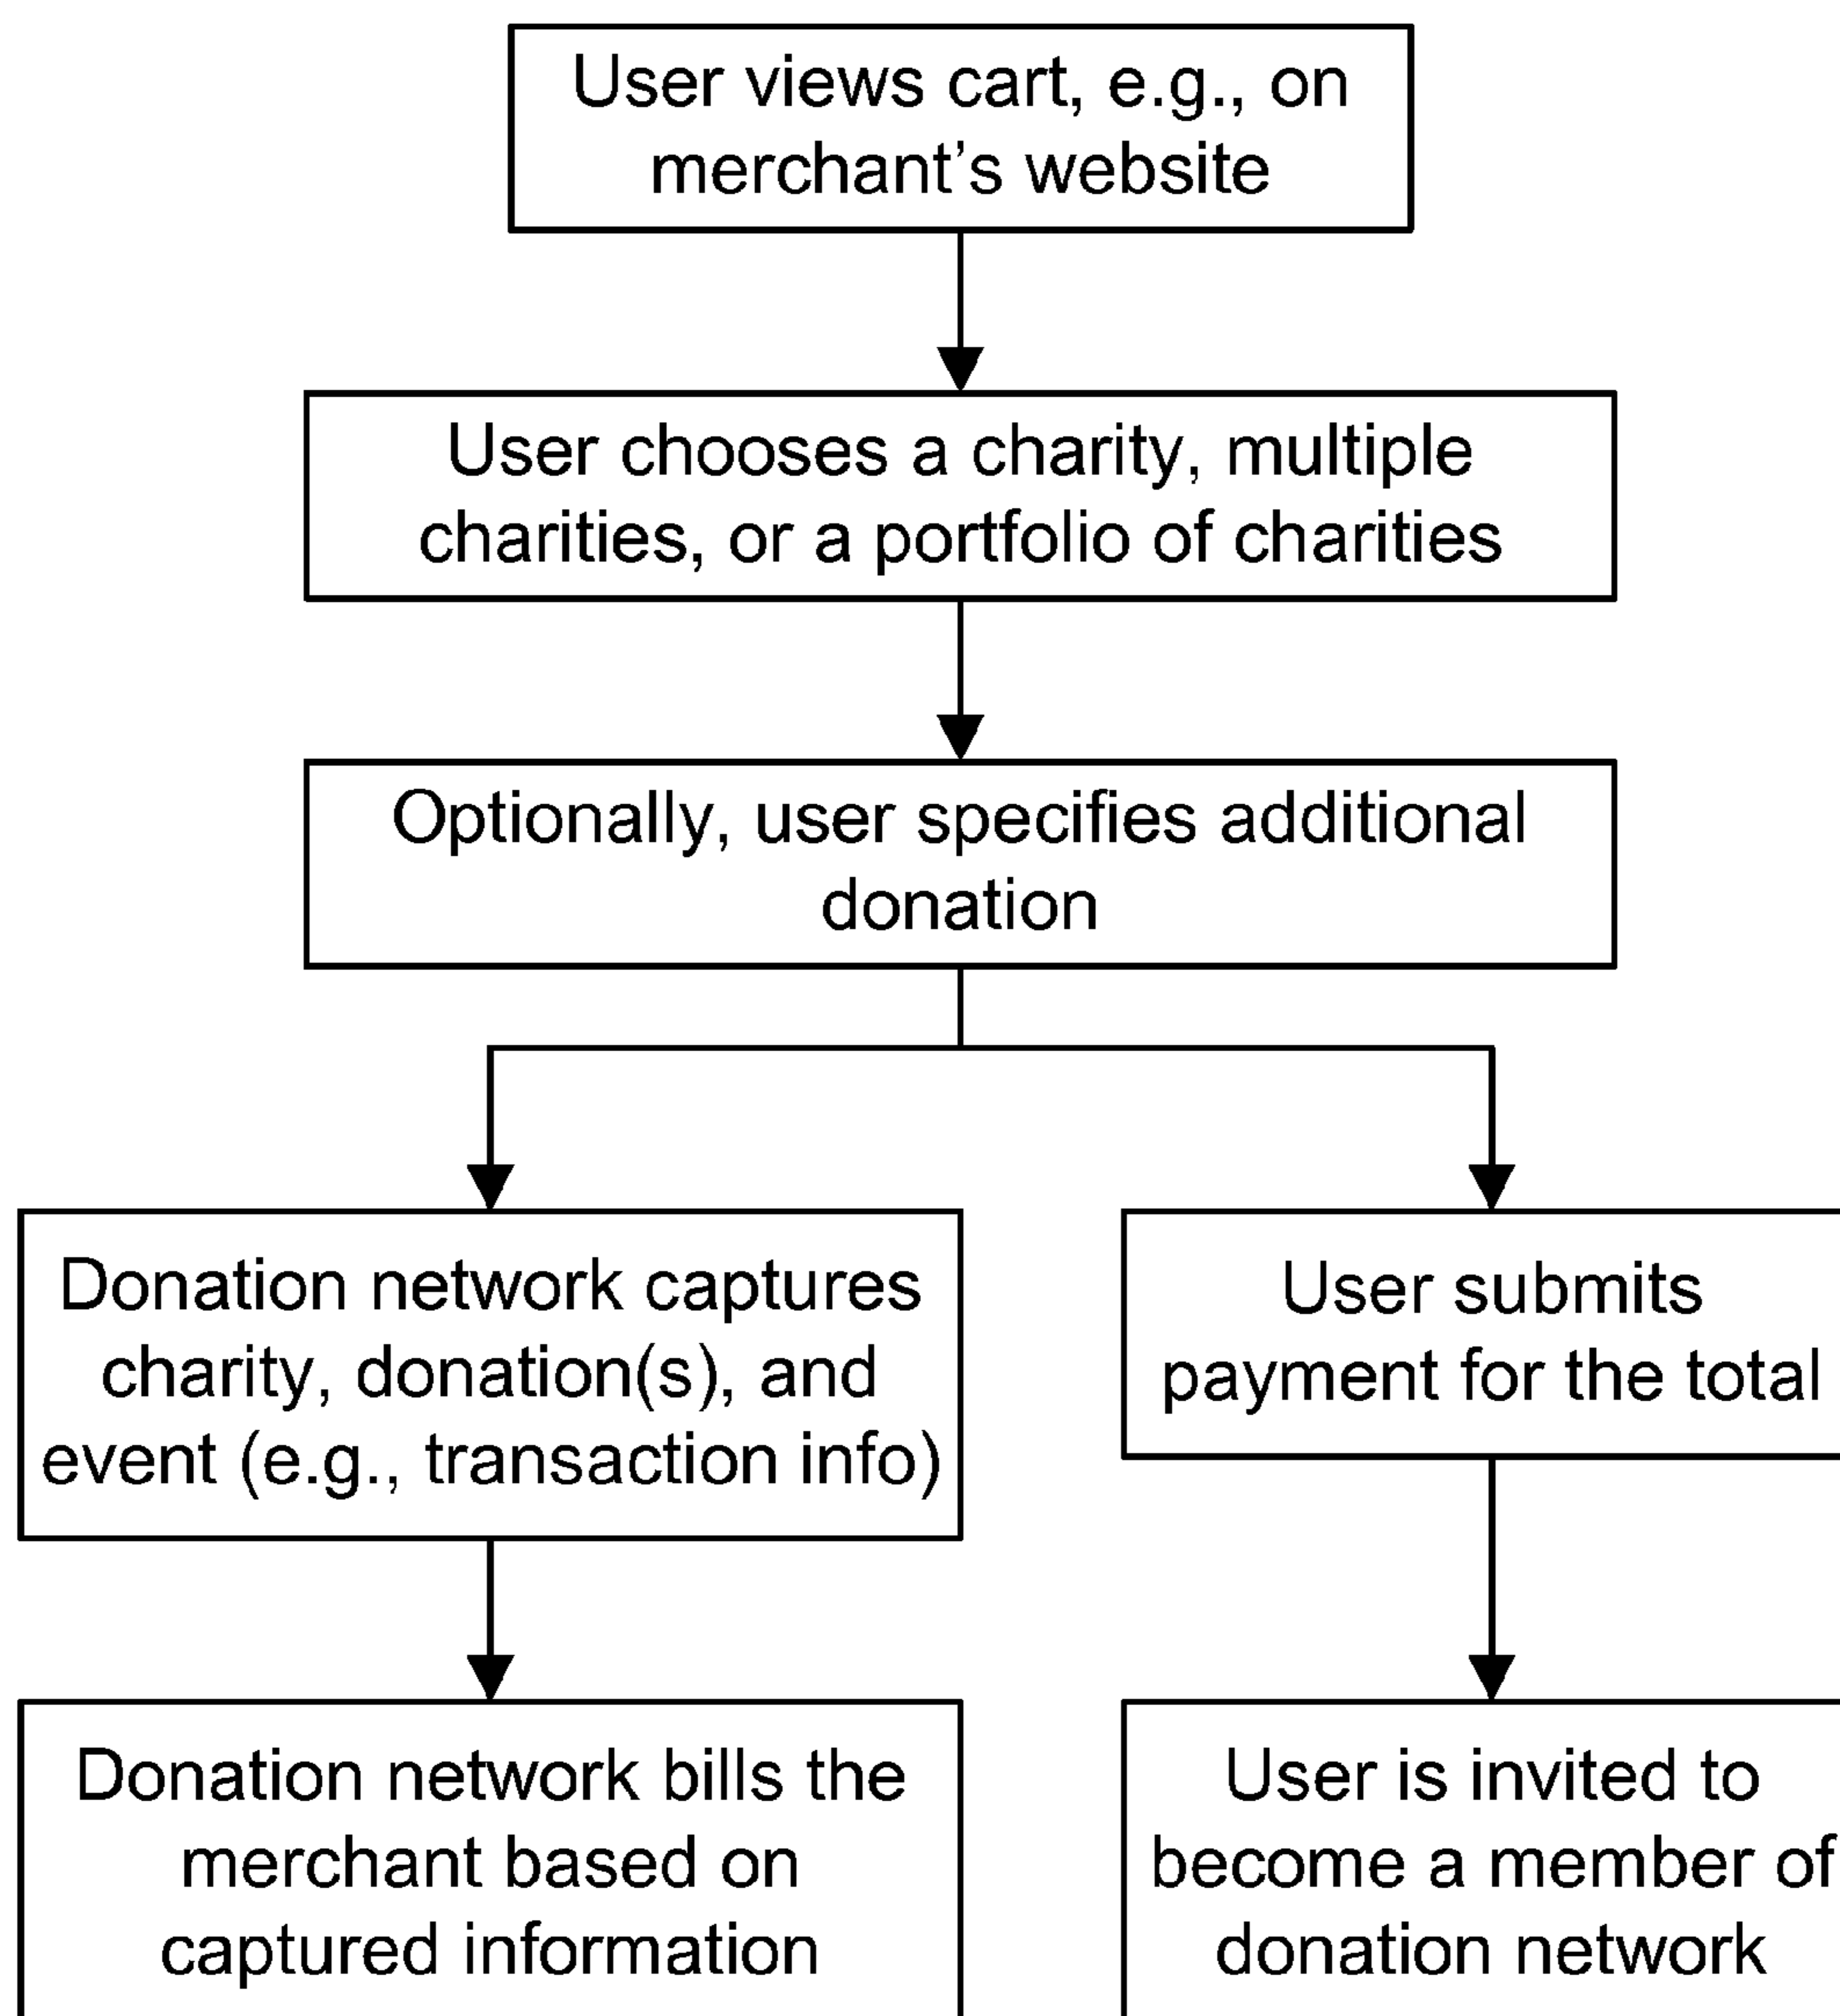 User views cart, e.g., on
merchant's website
User chooses a charity, multiple
charities, or a portfolio of charities
Optionally, user specifies additional
donation
Donation network captures
charity, donation(s), and
event (e.g., transaction info)
User submits
payment for the total
Donation network bills the
merchant based on
captured information
User is invited to
become a member of
donation network